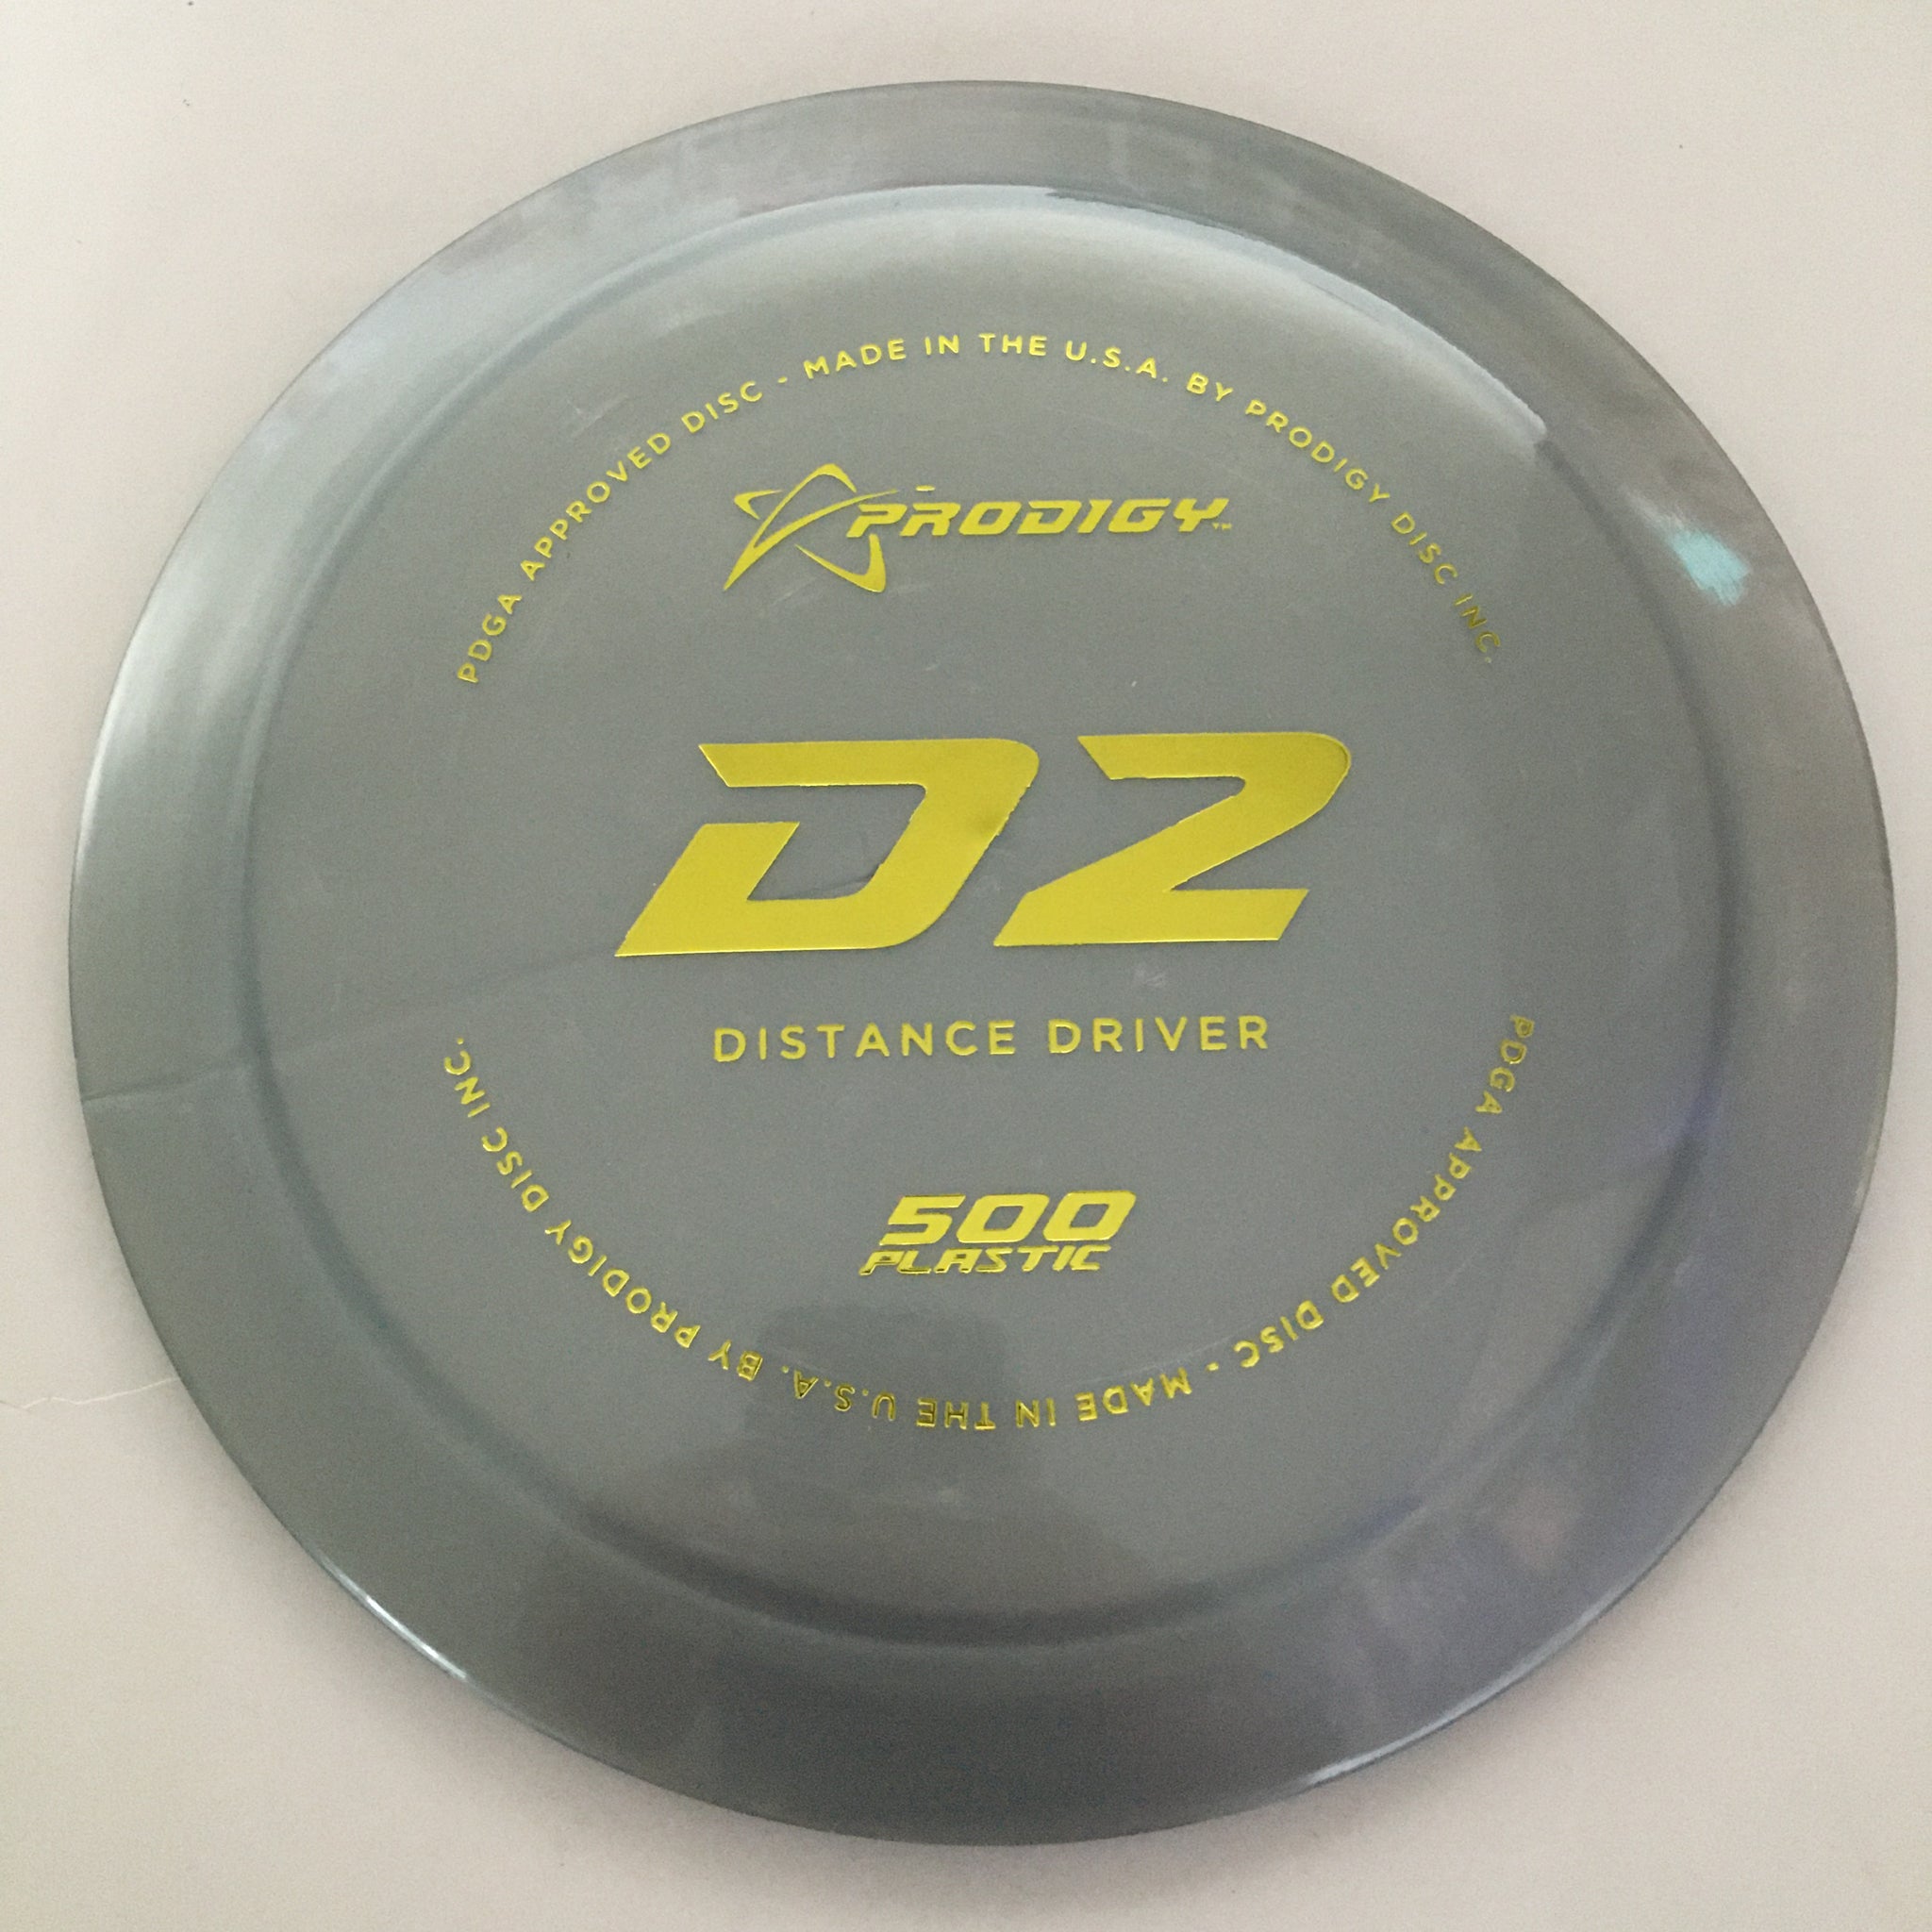 PDGA APPROVED DISC - MADE IN THE U.S.A. BY PRODIGY DISC INC.
PRODIGY™
D2
DISTANCE DRIVER
500
PLASTIC
PDGA APPROVED DISC - MADE IN THE U.S.A. BY PRODIGY DISC INC.